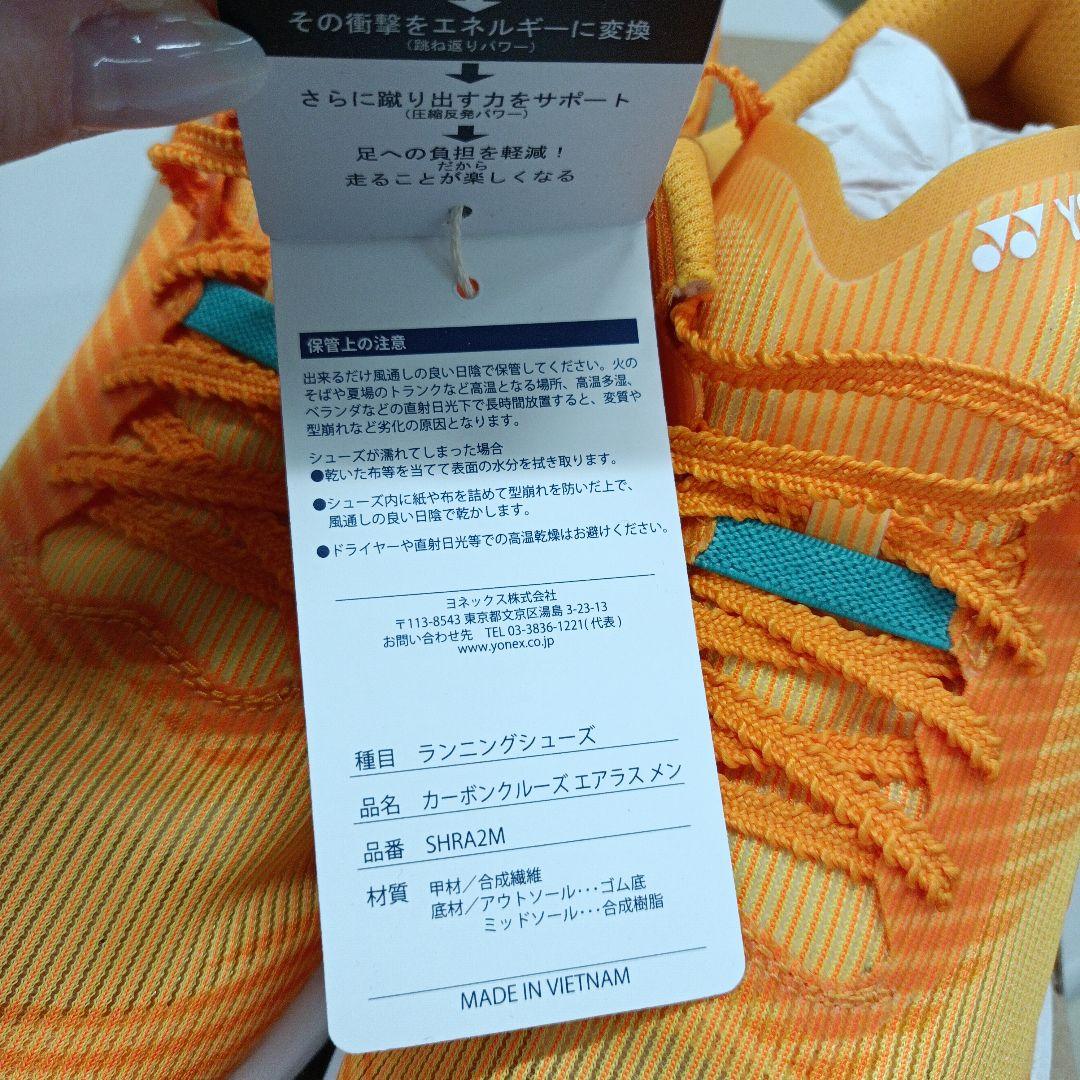 その衝撃をエネルギーに変換
(跳ね返りパワー)
さらに蹴り出す力をサポート
(圧縮反発パワー)
足への負担を軽減！
だから
走ることが楽しくなる
保管上の注意
出来るだけ風通しの良い日陰で保管してください。火の
そばや夏場のトランクなど高温となる場所、高温多湿、
ベランダなどの直射日光下で長時間放置すると、変質や
型崩れなど劣化の原因となります。
シューズが濡れてしまった場合
●乾いた布等を当てて表面の水分を拭き取ります。
●シューズ内に紙や布を詰めて型崩れを防いだ上で、
風通しの良い日陰で乾かします。
●ドライヤーや直射日光等での高温乾燥はお避けください。
ヨネックス株式会社
〒113-8543 東京都文京区湯島 3-23-13
お問い合わせ先 TEL 03-3836-1221(代表)
www.yonex.co.jp
種目 ランニングシューズ
品名 カーボンクルーズ エアラス メン
品番 SHRA2M
材質 甲材／合成繊維
底材／アウトソール･･･ゴム底
ミッドソール･･･合成樹脂
MADE IN VIETNAM